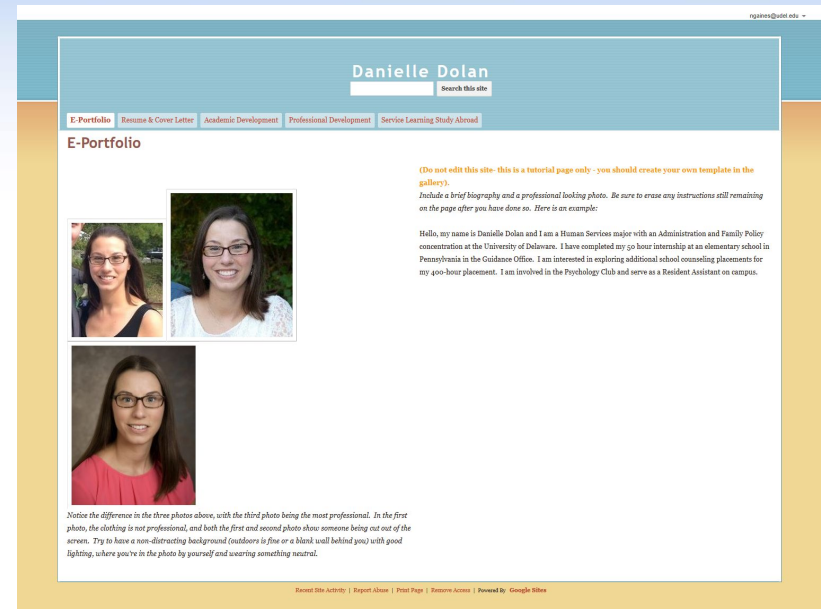 ngaines@udel.edu
Danielle Dolan
Search this site
E-Portfolio Resume & Cover Letter Academic Development Professional Development Service Learning Study Abroad
E-Portfolio
(Do not edit this site- this is a tutorial page only - you should create your own template in the
gallery).
Include a brief biography and a professional looking photo. Be sure to erase any instructions still remaining
on the page after you have done so. Here is an example:
Hello, my name is Danielle Dolan and I am a Human Services major with an Administration and Family Policy
concentration at the University of Delaware. I have completed my 50 hour internship at an elementary school in
Pennsylvania in the Guidance Office. I am interested in exploring additional school counseling placements for
my 400-hour placement. I am involved in the Psychology Club and serve as a Resident Assistant on campus.
Notice the difference in the three photos above, with the third photo being the most professional. In the first
photo, the clothing is not professional, and both the first and second photo show someone being cut out of the
screen. Try to have a non-distracting background (outdoors is fine or a blank wall behind you) with good
lighting, where you're in the photo by yourself and wearing something neutral.
Recent Site Activity | Report Abuse | Print Page | Remove Access | Powered By Google Sites